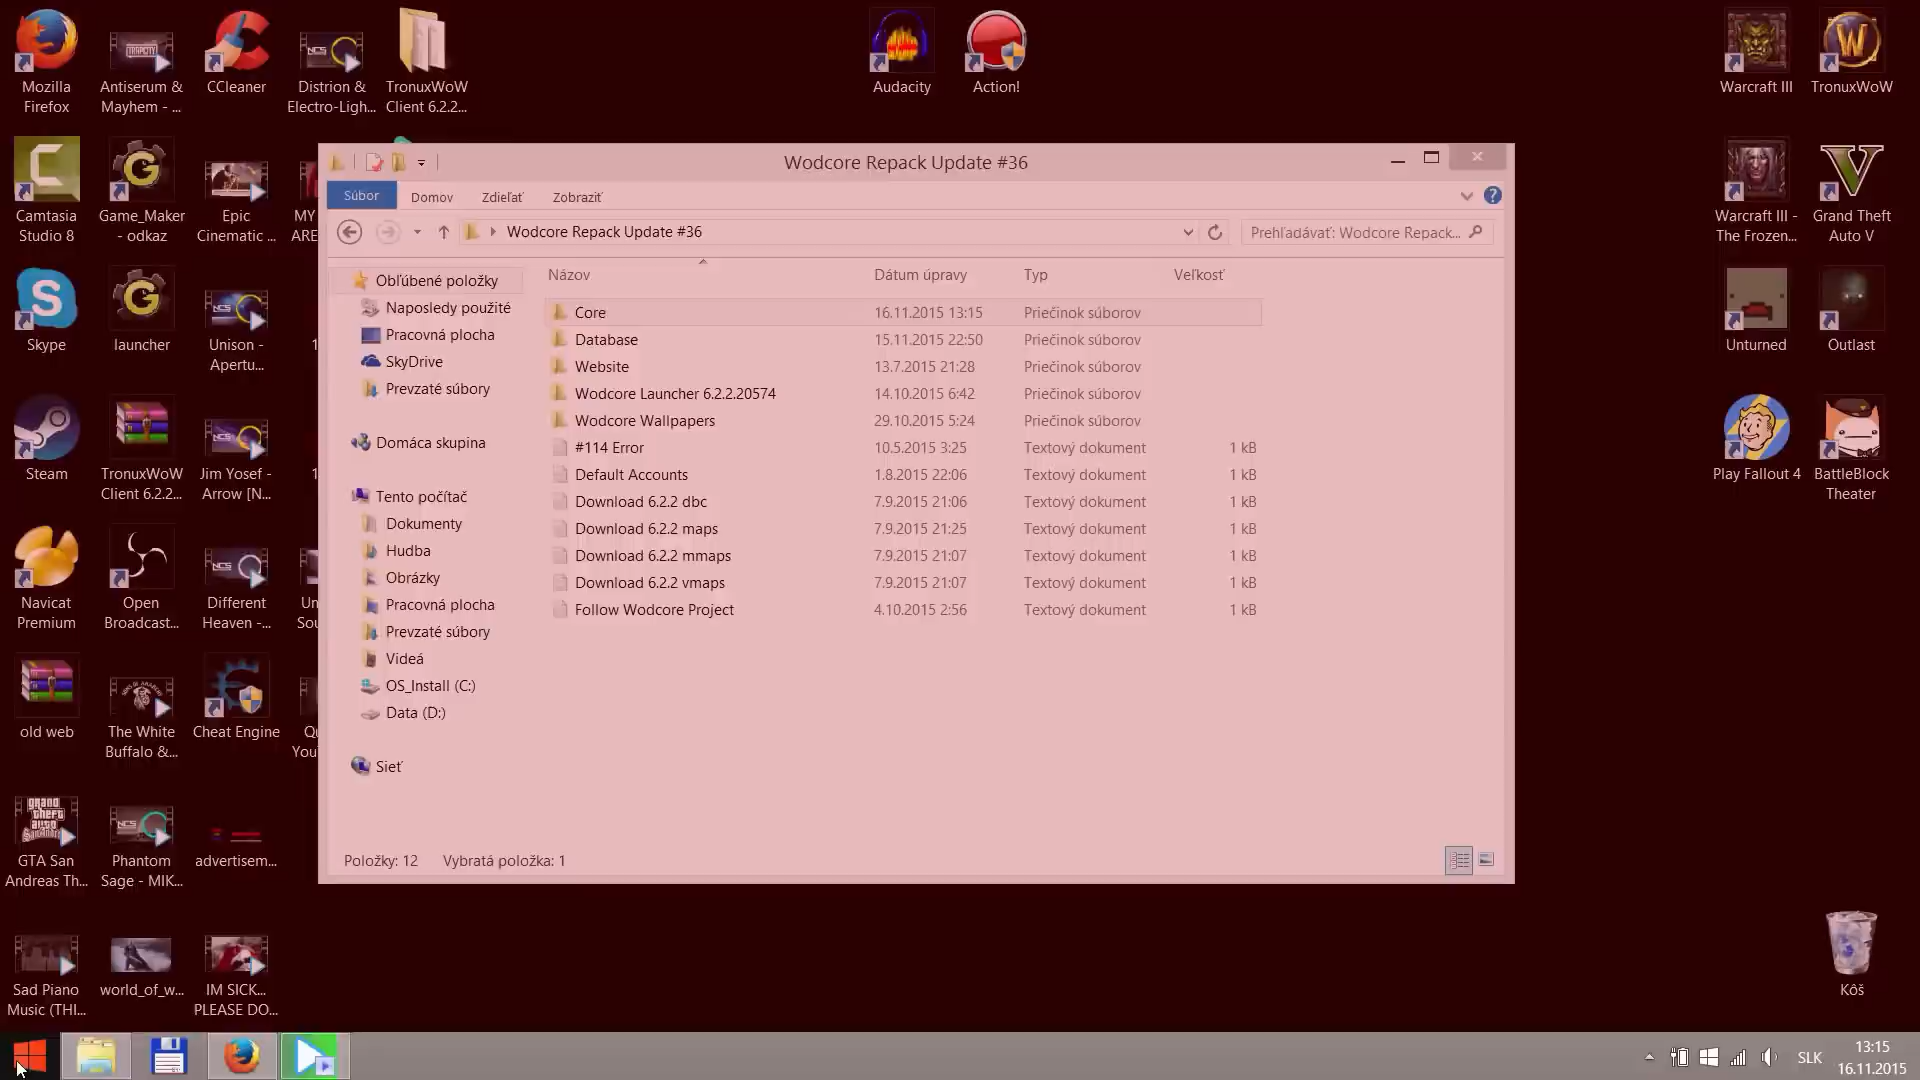 Mozilla
Firefox
Antiserum &
Mayhem - ...
CCleaner
Distrion &
Electro-Ligh...
TronuxWoW
Client 6.2.2...
Audacity
Action!
Warcraft III
TronuxWoW
Camtasia
Studio 8
Game_Maker
- odkaz
Epic
Cinematic ...
MY
ARE
Warcraft III -
The Frozen...
Grand Theft
Auto V
Skype
launcher
Unison -
Apertu...
Unturned
Outlast
Steam
TronuxWoW
Client 6.2.2...
Jim Yosef -
Arrow [N...
Play Fallout 4
BattleBlock
Theater
Navicat
Premium
Open
Broadcast...
Different
Heaven -...
Un
Sou
old web
The White
Buffalo &...
Cheat Engine
Qu
You
GTA San
Andreas Th...
Phantom
Sage - MIK...
advertisem...
Sad Piano
Music (THI...
world_of_w...
IM SICK...
PLEASE DO...
Kôš
Wodcore Repack Update #36
Súbor Domov Zdieľať Zobraziť
Wodcore Repack Update #36
Prehľadávať: Wodcore Repack...
Názov Dátum úpravy Typ Veľkosť
Core 16.11.2015 13:15 Priečinok súborov
Database 15.11.2015 22:50 Priečinok súborov
Website 13.7.2015 21:28 Priečinok súborov
Wodcore Launcher 6.2.2.20574 14.10.2015 6:42 Priečinok súborov
Wodcore Wallpapers 29.10.2015 5:24 Priečinok súborov
#114 Error 10.5.2015 3:25 Textový dokument 1 kB
Default Accounts 1.8.2015 22:06 Textový dokument 1 kB
Download 6.2.2 dbc 7.9.2015 21:06 Textový dokument 1 kB
Download 6.2.2 maps 7.9.2015 21:25 Textový dokument 1 kB
Download 6.2.2 mmaps 7.9.2015 21:07 Textový dokument 1 kB
Download 6.2.2 vmaps 7.9.2015 21:07 Textový dokument 1 kB
Follow Wodcore Project 4.10.2015 2:56 Textový dokument 1 kB
Obľúbené položky
Naposledy použité
Pracovná plocha
SkyDrive
Prevzaté súbory
Domáca skupina
Tento počítač
Dokumenty
Hudba
Obrázky
Pracovná plocha
Prevzaté súbory
Videá
OS_Install (C:)
Data (D:)
Sieť
Položky: 12 Vybratá položka: 1
SLK
13:15
16.11.2015